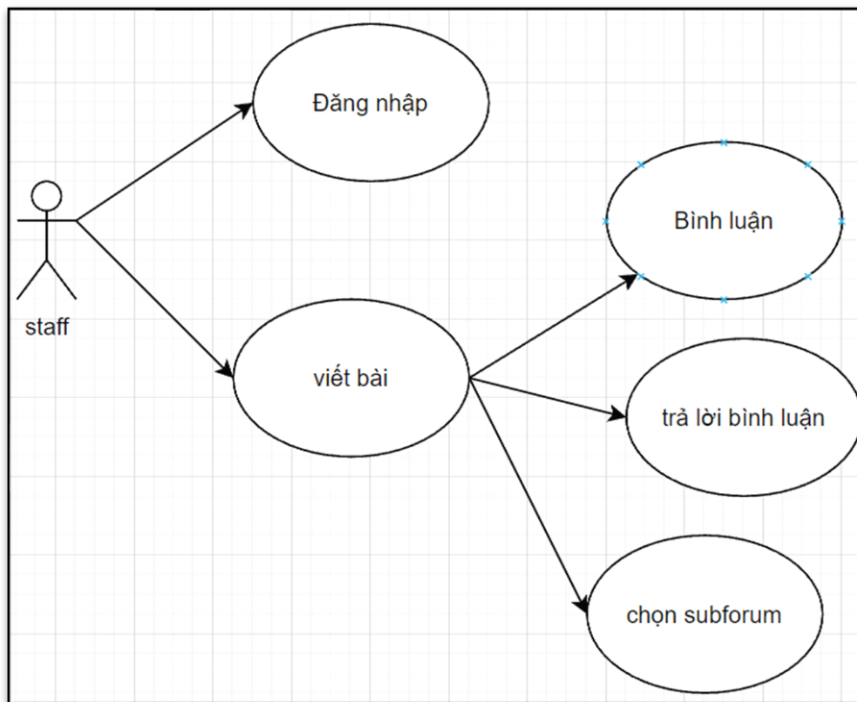 Đăng nhập
Bình luận
staff
viết bài
trả lời bình luận
chọn subforum